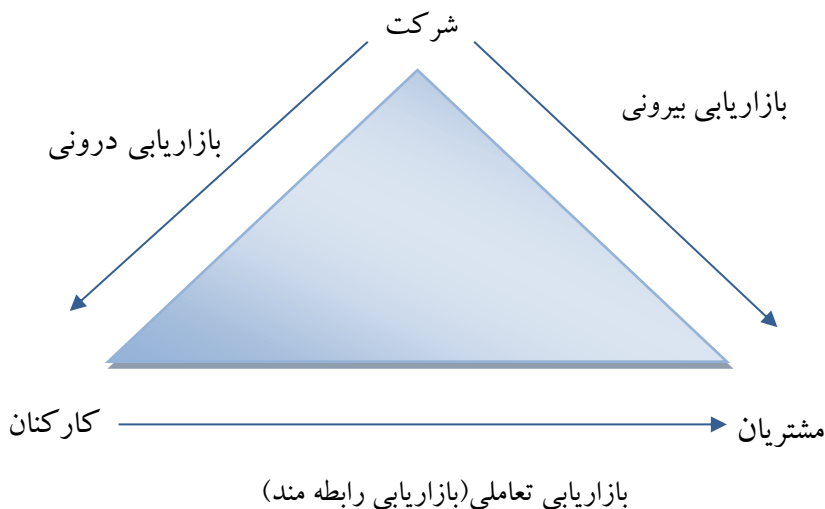 شرکت
بازاریابی بیرونی
بازاریابی درونی
مشتریان
کارکنان
بازاریابی تعاملی(بازاریابی رابطه مند)